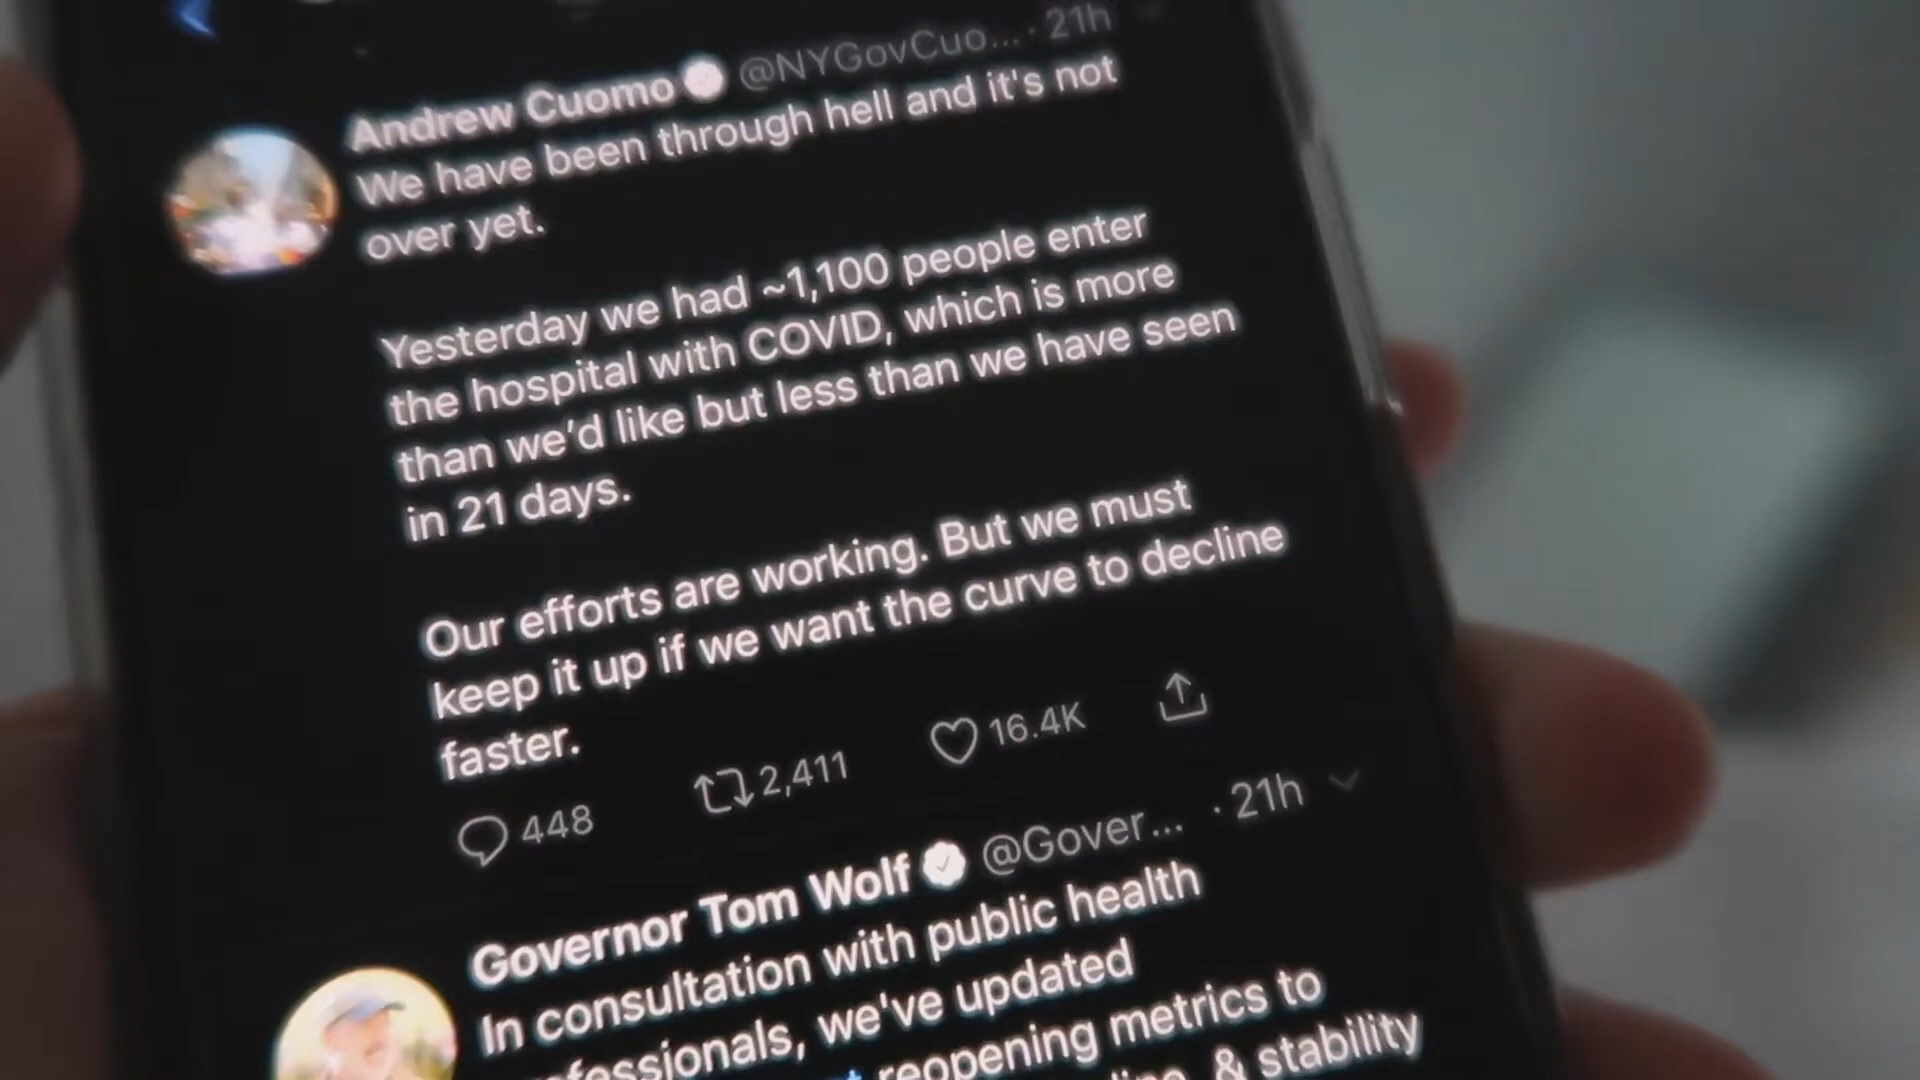 Andrew Cuomo @NYGovCuo... · 21h
We have been through hell and it's not
over yet.
Yesterday we had ~1,100 people enter
the hospital with COVID, which is more
than we'd like but less than we have seen
in 21 days.
Our efforts are working. But we must
keep it up if we want the curve to decline
faster.
448 2,411 16.4K
Governor Tom Wolf @Gover... · 21h
In consultation with public health
we've updated
reopening metrics to
& stability